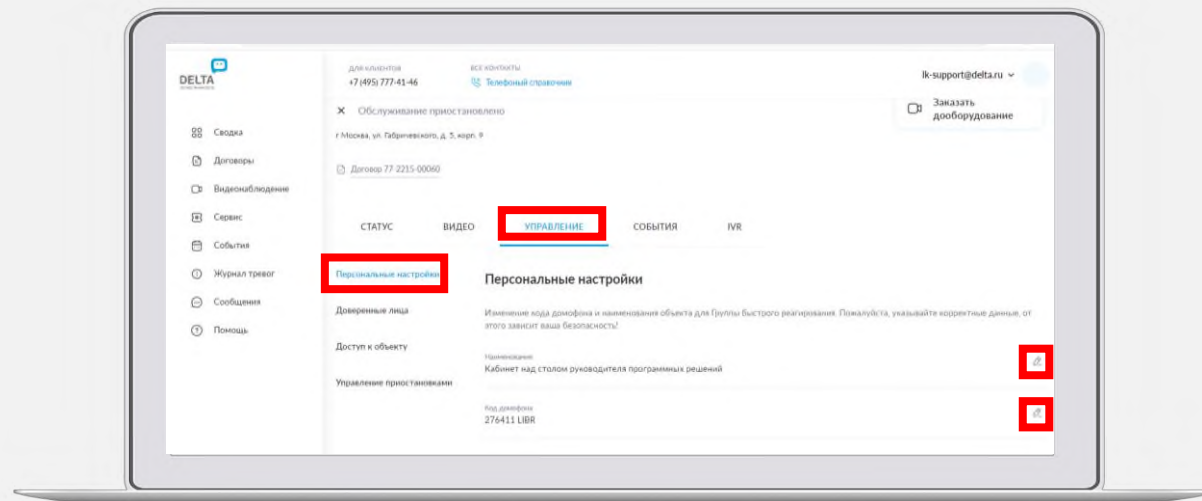 DELTA
для клиентов
+7 (495) 777-41-46
все контакты
Телефонный справочник
lk-support@delta.ru
Заказать
дооборудование
Обслуживание приостановлено
г Москва, ул. Габричевского, д. 5, корп. 9
Договор 77-2215-00060
Сводка
Договоры
Видеонаблюдение
Сервис
События
Журнал тревог
Сообщения
Помощь
СТАТУС ВИДЕО УПРАВЛЕНИЕ СОБЫТИЯ IVR
Персональные настройки
Доверенные лица
Доступ к объекту
Управление приостановками
Персональные настройки
Изменение кода домофона и наименования объекта для Группы быстрого реагирования. Пожалуйста, указывайте корректные данные, от
этого зависит ваша безопасность!
Наименование
Кабинет над столом руководителя программных решений
Код домофона
276411 LIBR